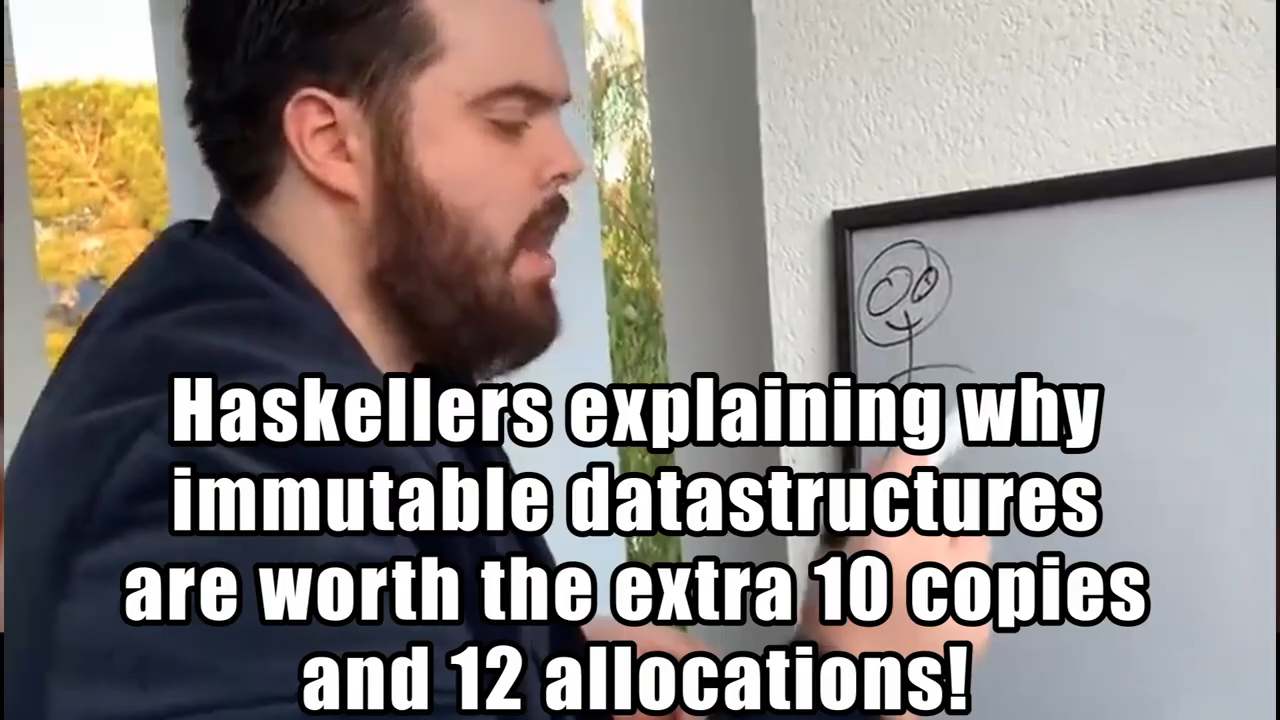 Haskellers explaining why
immutable datastructures
are worth the extra 10 copies
and 12 allocations!